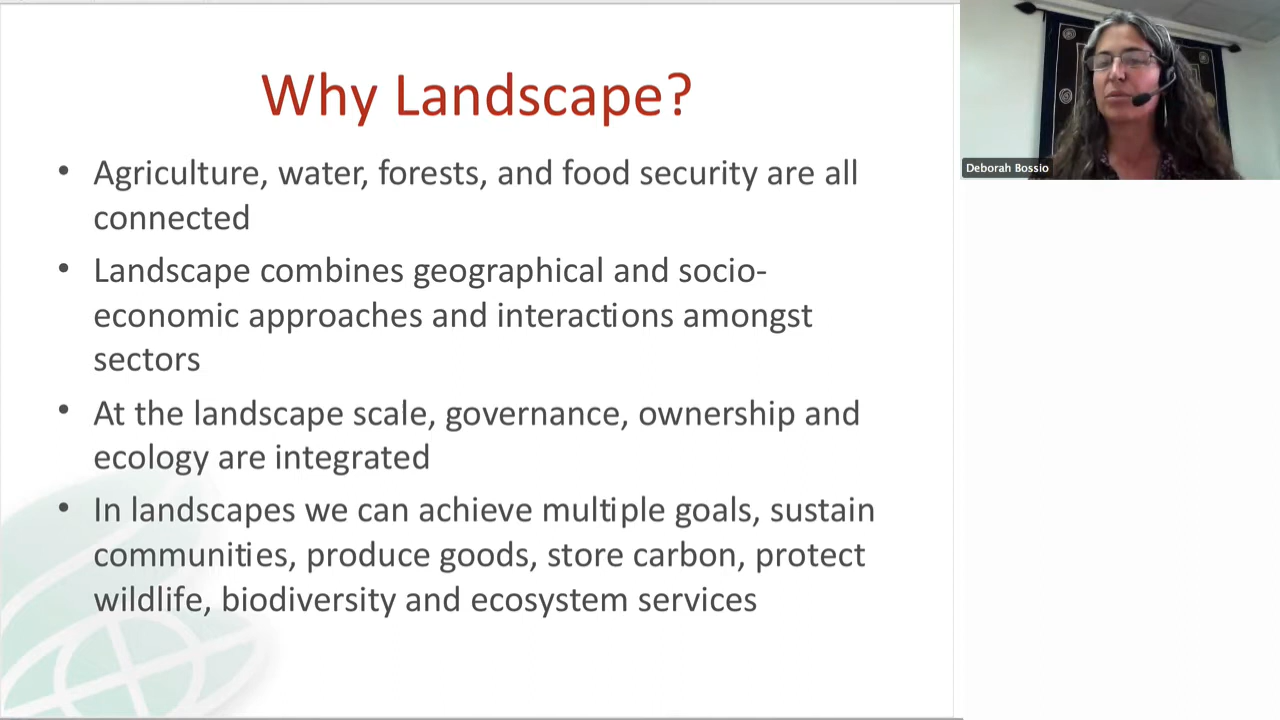 Why Landscape?
• Agriculture, water, forests, and food security are all
connected
• Landscape combines geographical and socio-
economic approaches and interactions amongst
sectors
• At the landscape scale, governance, ownership and
ecology are integrated
• In landscapes we can achieve multiple goals, sustain
communities, produce goods, store carbon, protect
wildlife, biodiversity and ecosystem services
Deborah Bossio